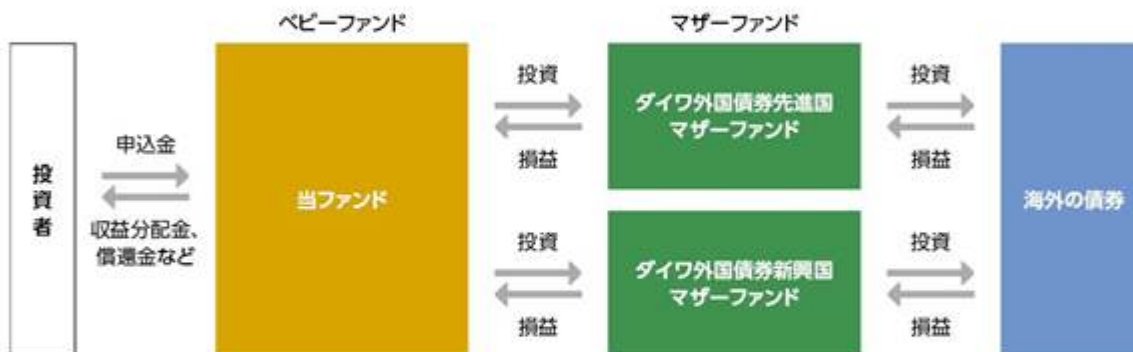 ベビーファンド
マザーファンド
投資者
申込金
収益分配金、
償還金など
当ファンド
投資
損益
ダイワ外国債券先進国
マザーファンド
投資
損益
投資
損益
ダイワ外国債券新興国
マザーファンド
投資
損益
海外の債券